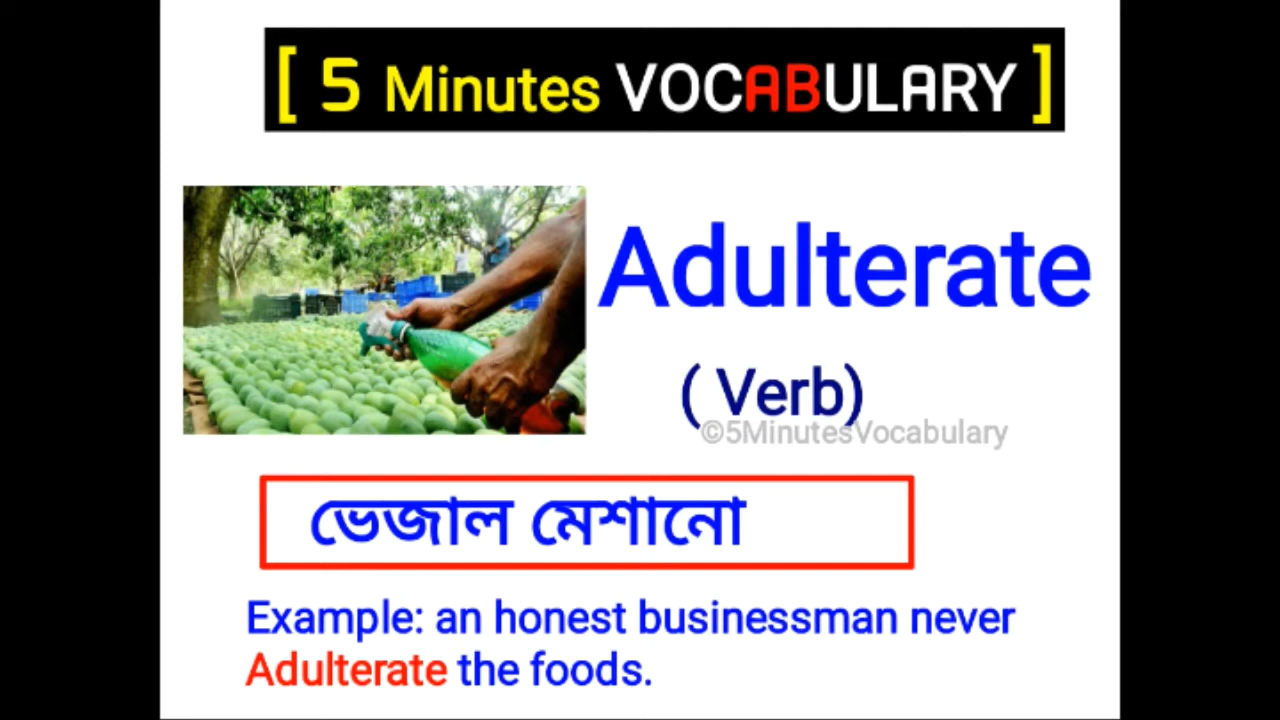 [ 5 Minutes VOCABULARY ]
Adulterate
( Verb)
©5MinutesVocabulary
ভেজাল মেশানো
Example: an honest businessman never
Adulterate the foods.